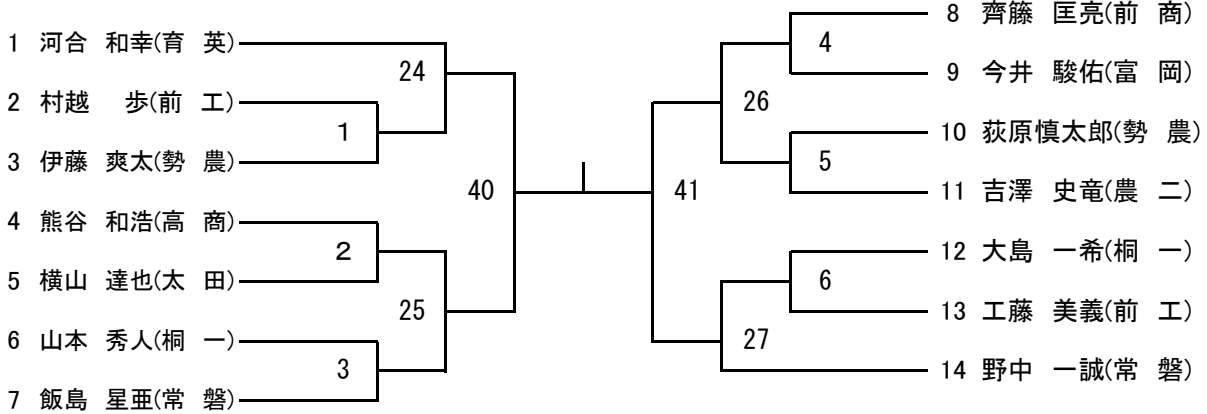 1 河合 和幸(育 英)
2 村越 歩(前 工)
3 伊藤 爽太(勢 農)
4 熊谷 和浩(高 商)
5 横山 達也(太 田)
6 山本 秀人(桐 一)
7 飯島 星亜(常 磐)
24
1
2
25
3
40
41
4
26
5
6
27
8 齊藤 匡亮(前 商)
9 今井 駿佑(富 岡)
10 荻原慎太郎(勢 農)
11 吉澤 史竜(農 二)
12 大島 一希(桐 一)
13 工藤 美義(前 工)
14 野中 一誠(常 磐)